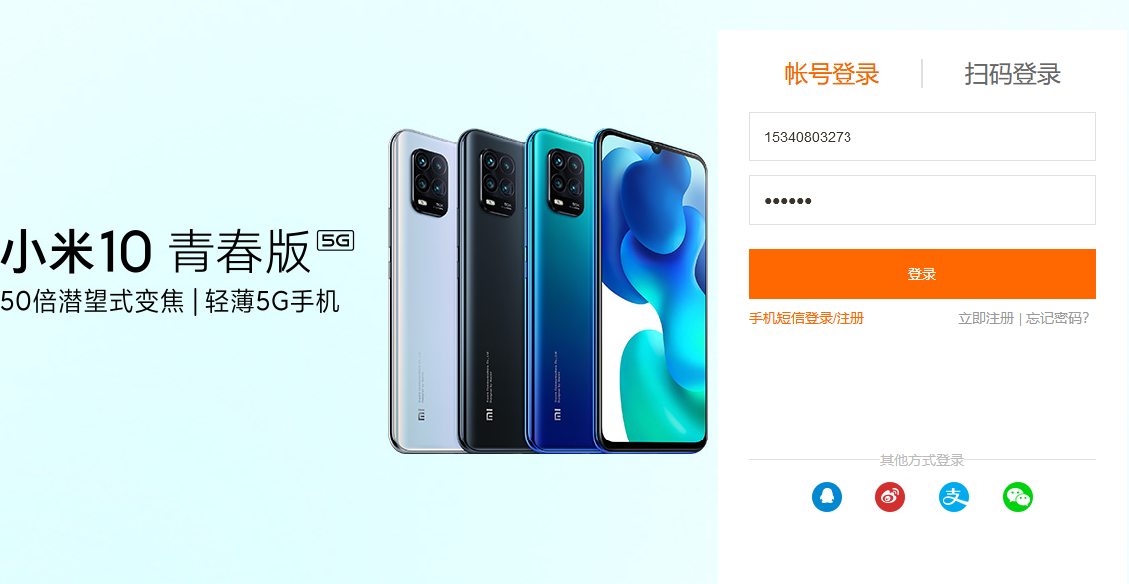 小米10 青春版 5G
50倍潜望式变焦 | 轻薄5G手机
帐号登录 | 扫码登录
15340803273
••••••
登录
手机短信登录/注册
立即注册 | 忘记密码?
其他方式登录